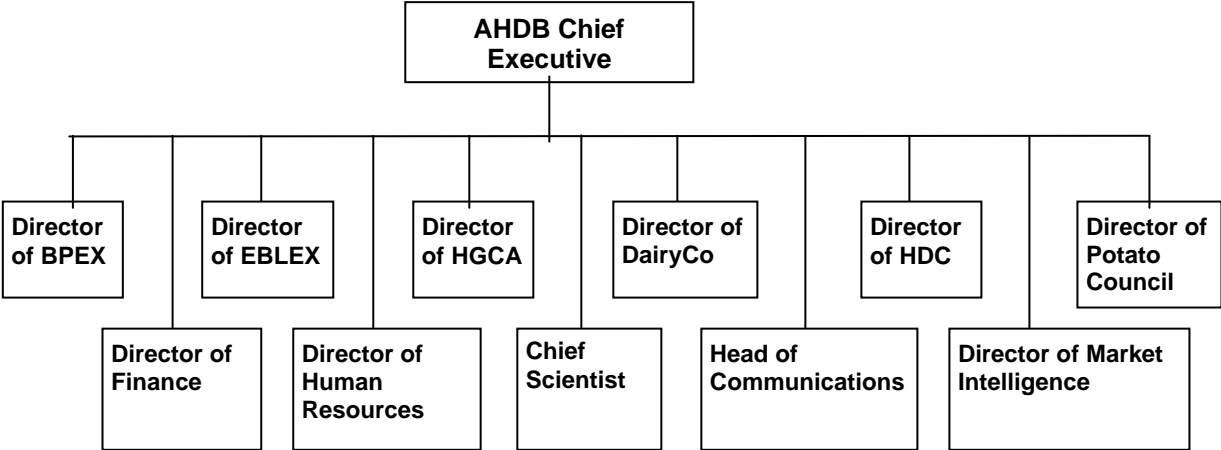 AHDB Chief
Executive
Director
of BPEX
Director
of EBLEX
Director
of HGCA
Director of
DairyCo
Director
of HDC
Director of
Potato
Council
Director of
Finance
Director of
Human
Resources
Chief
Scientist
Head of
Communications
Director of Market
Intelligence